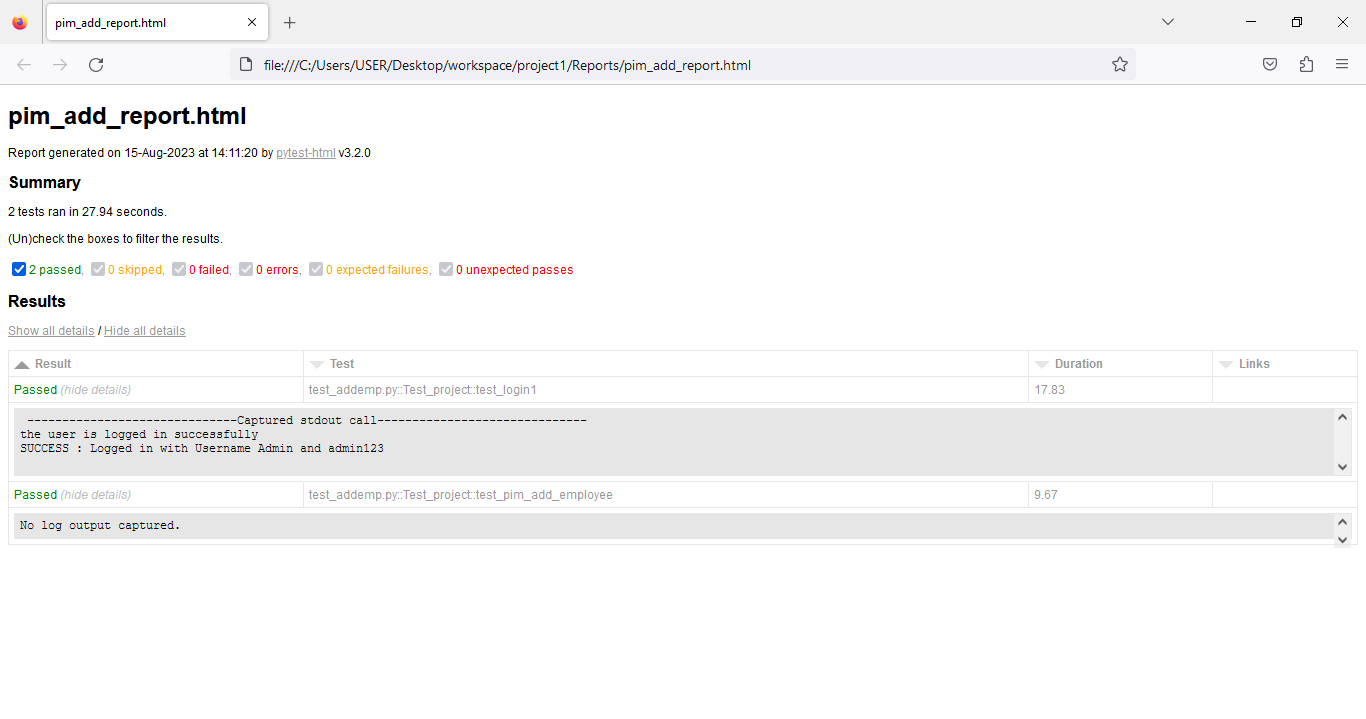 pim_add_report.html
file:///C:/Users/USER/Desktop/workspace/project1/Reports/pim_add_report.html
pim_add_report.html
Report generated on 15-Aug-2023 at 14:11:20 by pytest-html v3.2.0
Summary
2 tests ran in 27.94 seconds.
(Un)check the boxes to filter the results.
2 passed, 0 skipped, 0 failed, 0 errors, 0 expected failures, 0 unexpected passes
Results
Show all details / Hide all details
Result Test Duration Links
Passed (hide details) test_addemp.py::Test_project::test_login1 17.83
------------------------------Captured stdout call------------------------------
the user is logged in successfully
SUCCESS : Logged in with Username Admin and admin123
Passed (hide details) test_addemp.py::Test_project::test_pim_add_employee 9.67
No log output captured.